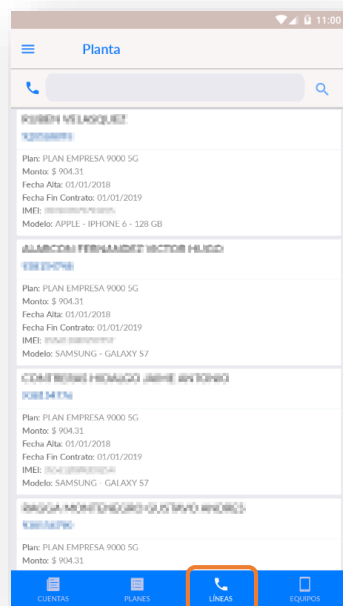 11:00
Planta
Plan: PLAN EMPRESA 9000 5G
Monto: $ 904.31
Fecha Alta: 01/01/2018
Fecha Fin Contrato: 01/01/2019
IMEI:
Modelo: APPLE - IPHONE 6 - 128 GB
Plan: PLAN EMPRESA 9000 5G
Monto: $ 904.31
Fecha Alta: 01/01/2018
Fecha Fin Contrato: 01/01/2019
IMEI:
Modelo: SAMSUNG - GALAXY S7
Plan: PLAN EMPRESA 9000 5G
Monto: $ 904.31
Fecha Alta: 01/01/2018
Fecha Fin Contrato: 01/01/2019
IMEI:
Modelo: SAMSUNG - GALAXY S7
Plan: PLAN EMPRESA 9000 5G
Monto: $ 904.31
CUENTAS PLANES LÍNEAS EQUIPOS